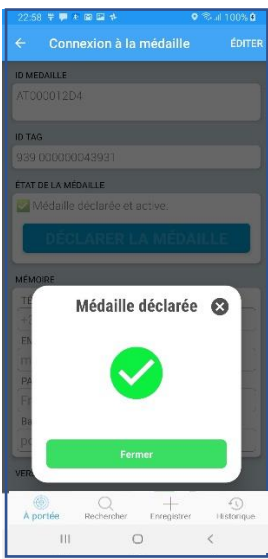 22:58 100%
Connexion à la médaille ÉDITER
ID MEDAILLE
AT000012D4
ID TAG
939 000000043931
ÉTAT DE LA MÉDAILLE
Médaille déclarée et active.
DÉCLARER LA MÉDAILLE
MÉMOIRE
Médaille déclarée
Fermer
À portée Rechercher Enregistrer Historique